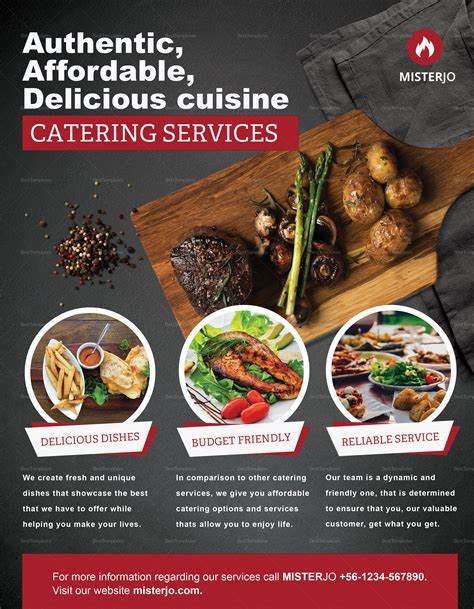 Authentic,
Affordable,
Delicious cuisine
CATERING SERVICES
MISTERJO
DELICIOUS DISHES
BUDGET FRIENDLY
RELIABLE SERVICE
We create fresh and unique
dishes that showcase the best
that we have to offer while
helping you make your lives.
In comparison to other catering
services, we give you affordable
catering options and services
thats allow you to enjoy life.
Our team is a dynamic and
friendly one, that is determined
to ensure that you, our valuable
customer, get what you get.
For more information regarding our services call MISTERJO +56-1234-567890.
Visit our website misterjo.com.